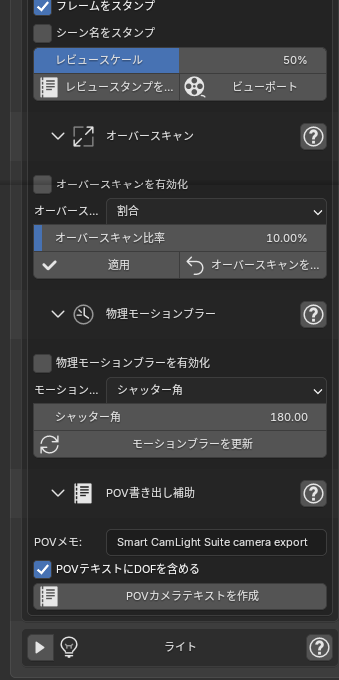 フレームをスタンプ
シーン名をスタンプ
レビュースケール 50%
レビュースタンプを... ビューポート
オーバースキャン
オーバースキャンを有効化
オーバース... 割合
オーバースキャン比率 10.00%
適用 オーバースキャンを...
物理モーションブラー
物理モーションブラーを有効化
モーション... シャッター角
シャッター角 180.00
モーションブラーを更新
POV書き出し補助
POVメモ: Smart CamLight Suite camera export
POVテキストにDOFを含める
POVカメラテキストを作成
ライト